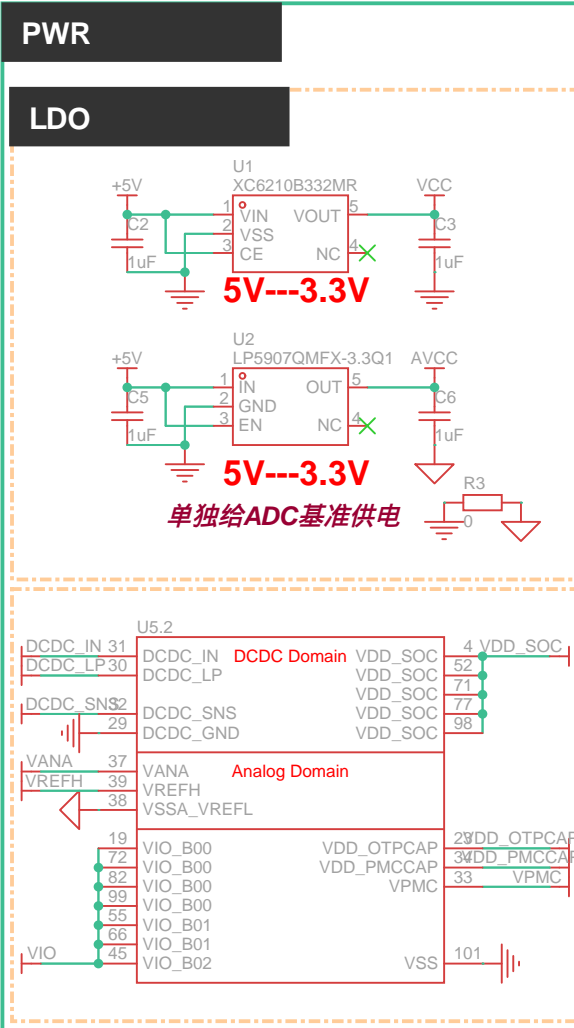 PWR
LDO
U1
XC6210B332MR
+5V
VCC
1 VIN VOUT 5
2 VSS
3 CE NC 4
C2
1uF
C3
1uF
5V---3.3V
U2
LP5907QMFX-3.3Q1
+5V
AVCC
1 IN OUT 5
2 GND
3 EN NC 4
C5
1uF
C6
1uF
5V---3.3V
单独给ADC基准供电
R3
0
U5.2
DCDC_IN 31 DCDC_IN DCDC Domain VDD_SOC 4 VDD_SOC
DCDC_LP 30 DCDC_LP VDD_SOC 52
VDD_SOC 71
DCDC_SNS 32 DCDC_SNS VDD_SOC 77
29 DCDC_GND VDD_SOC 98
VANA 37 VANA Analog Domain
VREFH 39 VREFH
38 VSSA_VREFL
19 VIO_B00 VDD_OTPCAP 23 VDD_OTPCAP
72 VIO_B00 VDD_PMCCAP 34 VDD_PMCCAP
82 VIO_B00 VPMC 33 VPMC
99 VIO_B00
55 VIO_B01
66 VIO_B01
VIO 45 VIO_B02 VSS 101